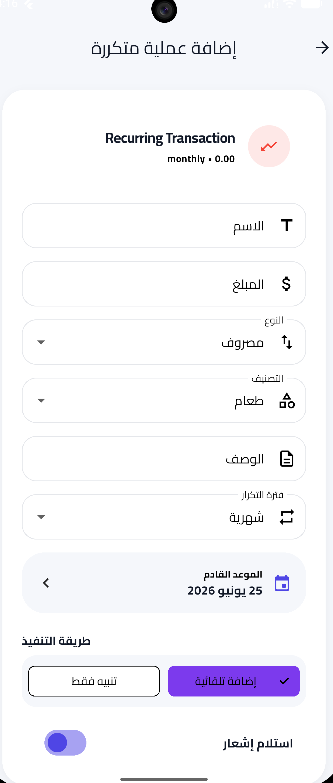 إضافة عملية متكررة
Recurring Transaction
monthly • 0.00
الاسم
المبلغ
النوع
مصروف
التصنيف
طعام
الوصف
فترة التكرار
شهرية
الموعد القادم
25 يونيو 2026
طريقة التنفيذ
إضافة تلقائية
تنبيه فقط
استلام إشعار